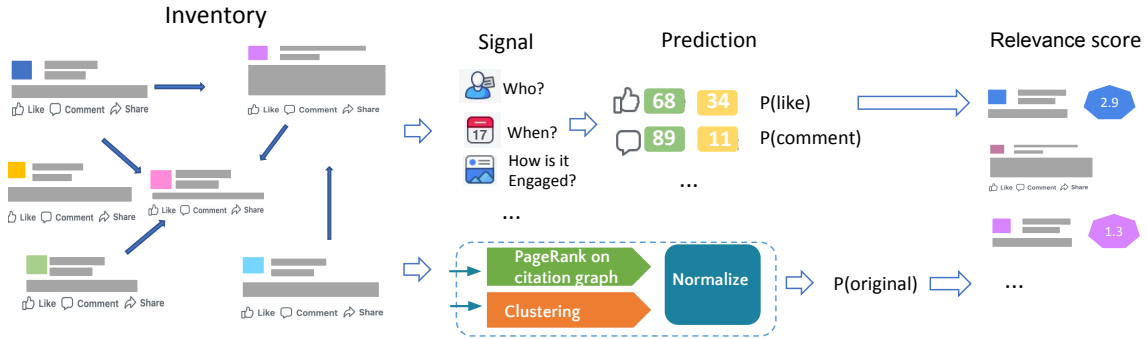 Inventory
Like Comment Share
Like Comment Share
Like Comment Share
Like Comment Share
Like Comment Share
Like Comment Share
Signal
Who?
17
When?
How is it
Engaged?
...
Prediction
68 34 P(like)
89 11 P(comment)
...
PageRank on
citation graph
Clustering
Normalize
P(original)
Relevance score
2.9
Like Comment Share
1.3
...